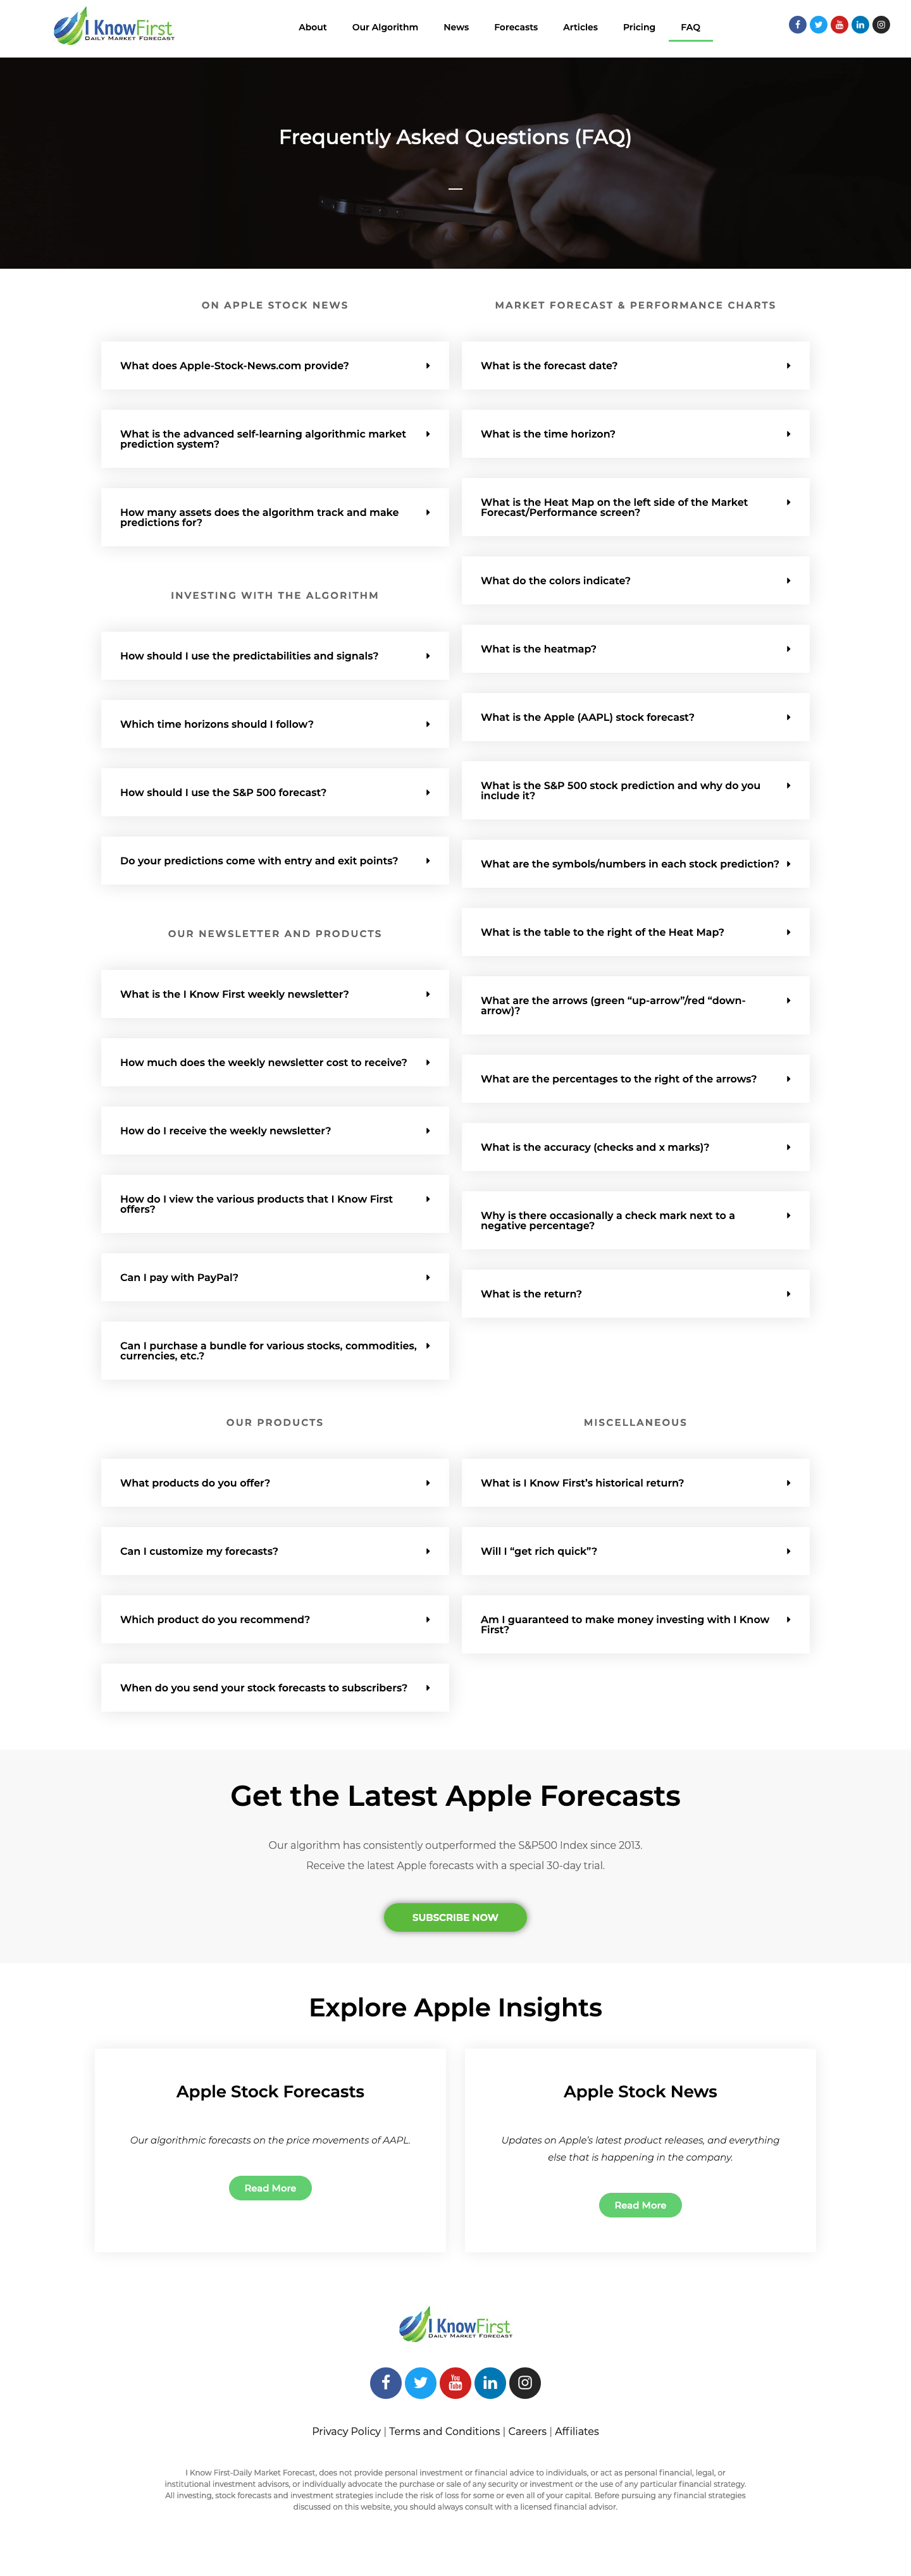 I KnowFirst
DAILY MARKET FORECAST
About
Our Algorithm
News
Forecasts
Articles
Pricing
FAQ
Frequently Asked Questions (FAQ)
ON APPLE STOCK NEWS
What does Apple-Stock-News.com provide?
What is the advanced self-learning algorithmic market
prediction system?
How many assets does the algorithm track and make
predictions for?
INVESTING WITH THE ALGORITHM
How should I use the predictabilities and signals?
Which time horizons should I follow?
How should I use the S&P 500 forecast?
Do your predictions come with entry and exit points?
OUR NEWSLETTER AND PRODUCTS
What is the I Know First weekly newsletter?
How much does the weekly newsletter cost to receive?
How do I receive the weekly newsletter?
How do I view the various products that I Know First
offers?
Can I pay with PayPal?
Can I purchase a bundle for various stocks, commodities,
currencies, etc.?
MARKET FORECAST & PERFORMANCE CHARTS
What is the forecast date?
What is the time horizon?
What is the Heat Map on the left side of the Market
Forecast/Performance screen?
What do the colors indicate?
What is the heatmap?
What is the Apple (AAPL) stock forecast?
What is the S&P 500 stock prediction and why do you
include it?
What are the symbols/numbers in each stock prediction?
What is the table to the right of the Heat Map?
What are the arrows (green “up-arrow”/red “down-
arrow)?
What are the percentages to the right of the arrows?
What is the accuracy (checks and x marks)?
Why is there occasionally a check mark next to a
negative percentage?
What is the return?
OUR PRODUCTS
What products do you offer?
Can I customize my forecasts?
Which product do you recommend?
When do you send your stock forecasts to subscribers?
MISCELLANEOUS
What is I Know First’s historical return?
Will I “get rich quick”?
Am I guaranteed to make money investing with I Know
First?
Get the Latest Apple Forecasts
Our algorithm has consistently outperformed the S&P500 Index since 2013.
Receive the latest Apple forecasts with a special 30-day trial.
SUBSCRIBE NOW
Explore Apple Insights
Apple Stock Forecasts
Our algorithmic forecasts on the price movements of AAPL.
Read More
Apple Stock News
Updates on Apple’s latest product releases, and everything
else that is happening in the company.
Read More
I KnowFirst
DAILY MARKET FORECAST
Privacy Policy | Terms and Conditions | Careers | Affiliates
I Know First-Daily Market Forecast, does not provide personal investment or financial advice to individuals, or act as personal financial, legal, or
institutional investment advisors, or individually advocate the purchase or sale of any security or investment or the use of any particular financial strategy.
All investing, stock forecasts and investment strategies include the risk of loss for some or even all of your capital. Before pursuing any financial strategies
discussed on this website, you should always consult with a licensed financial advisor.